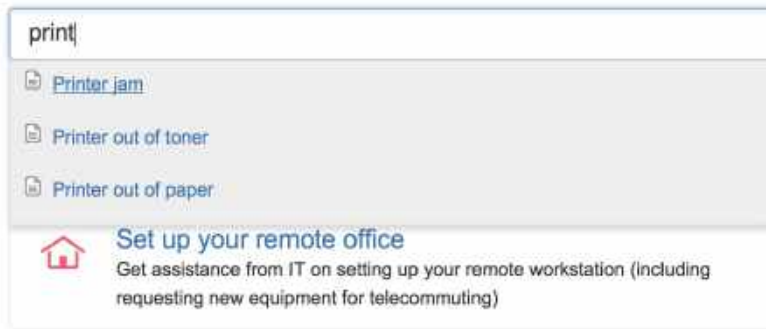 print
Printer jam
Printer out of toner
Printer out of paper
Set up your remote office
Get assistance from IT on setting up your remote workstation (including
requesting new equipment for telecommuting)